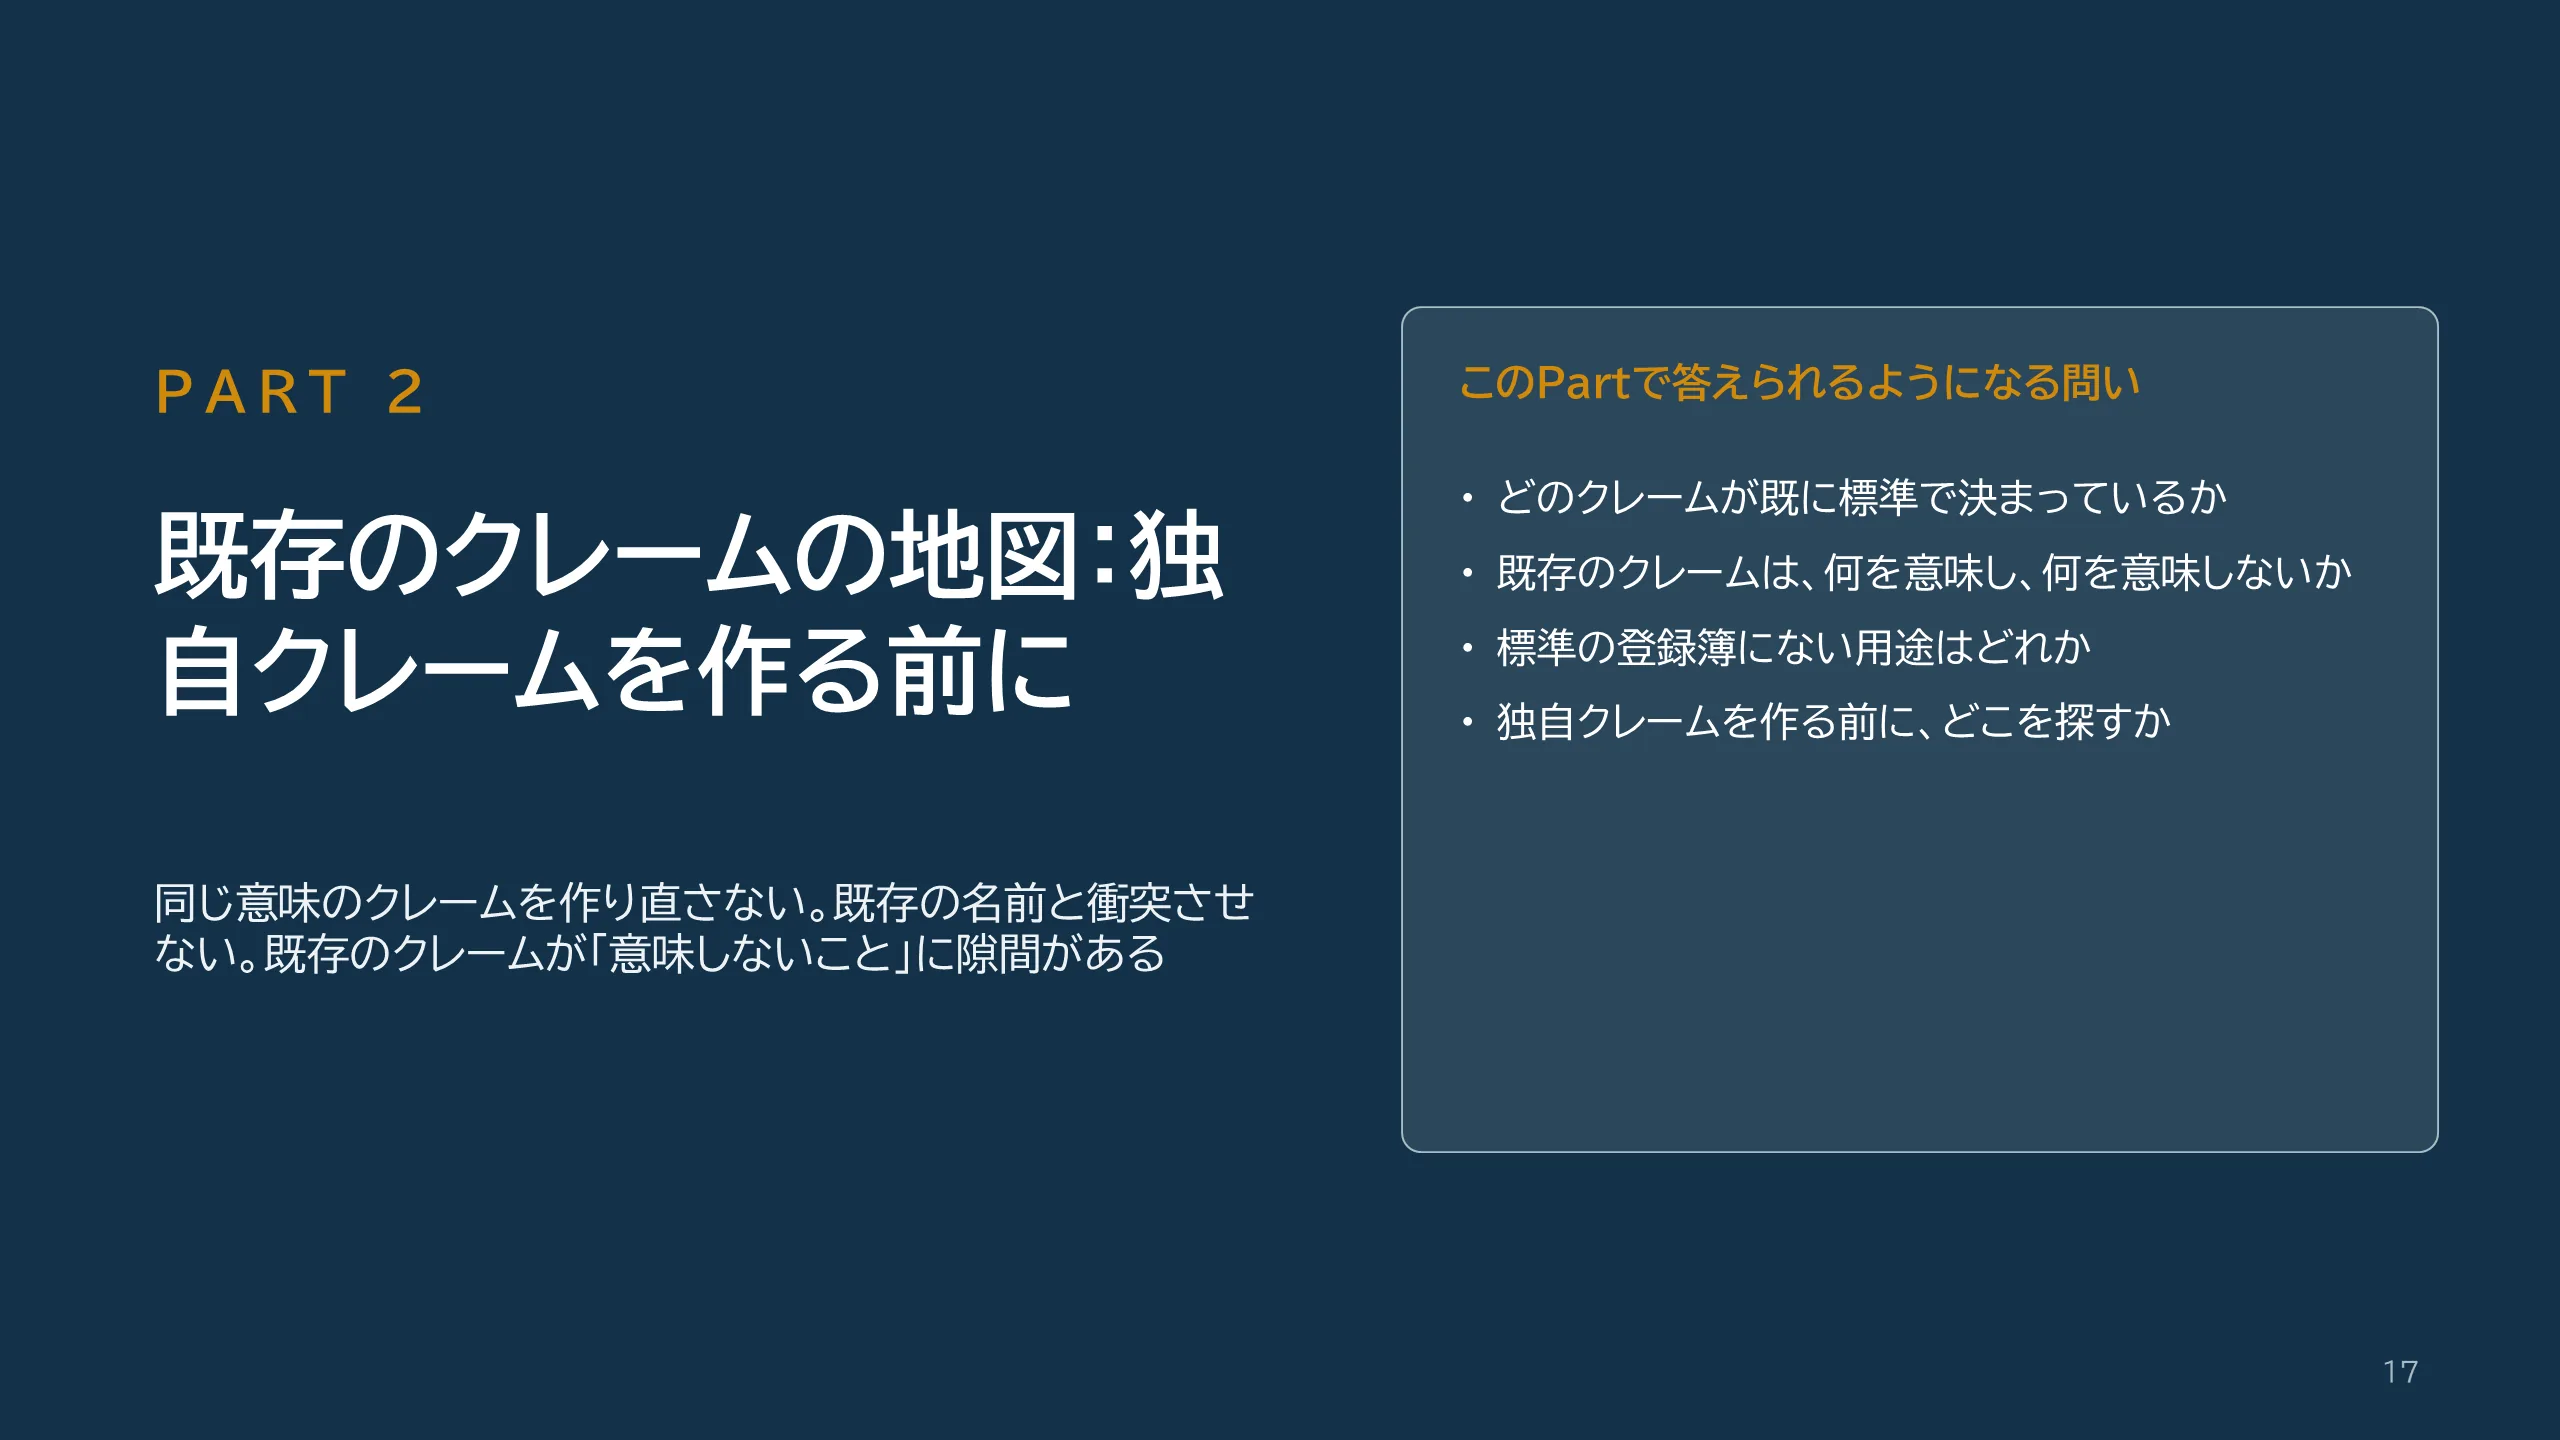 PART 2
既存のクレームの地図：独
自クレームを作る前に
同じ意味のクレームを作り直さない。既存の名前と衝突させ
ない。既存のクレームが「意味しないこと」に隙間がある
このPartで答えられるようになる問い
• どのクレームが既に標準で決まっているか
• 既存のクレームは、何を意味し、何を意味しないか
• 標準の登録簿にない用途はどれか
• 独自クレームを作る前に、どこを探すか
17